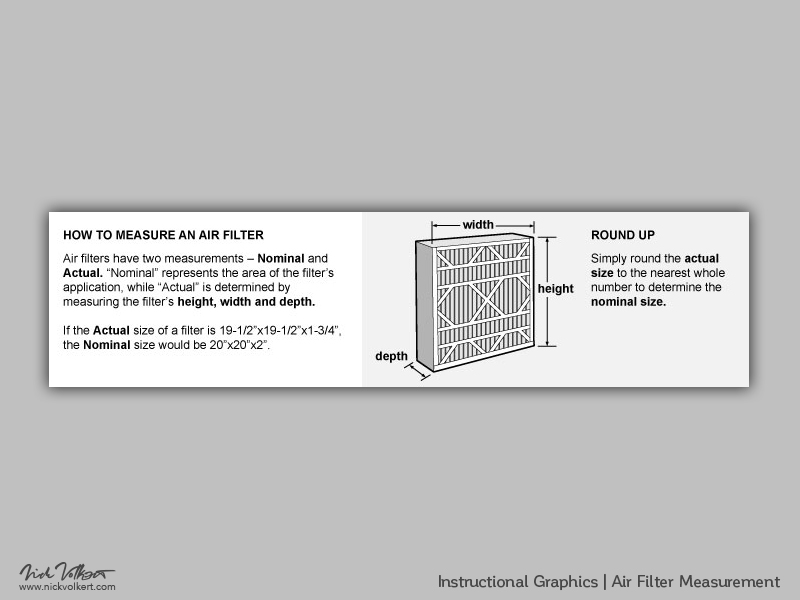 HOW TO MEASURE AN AIR FILTER
Air filters have two measurements – Nominal and
Actual. “Nominal” represents the area of the filter’s
application, while “Actual” is determined by
measuring the filter’s height, width and depth.
If the Actual size of a filter is 19-1/2”x19-1/2”x1-3/4”,
the Nominal size would be 20”x20”x2”.
width
height
depth
ROUND UP
Simply round the actual
size to the nearest whole
number to determine the
nominal size.
Nick Volkert
www.nickvolkert.com
Instructional Graphics | Air Filter Measurement